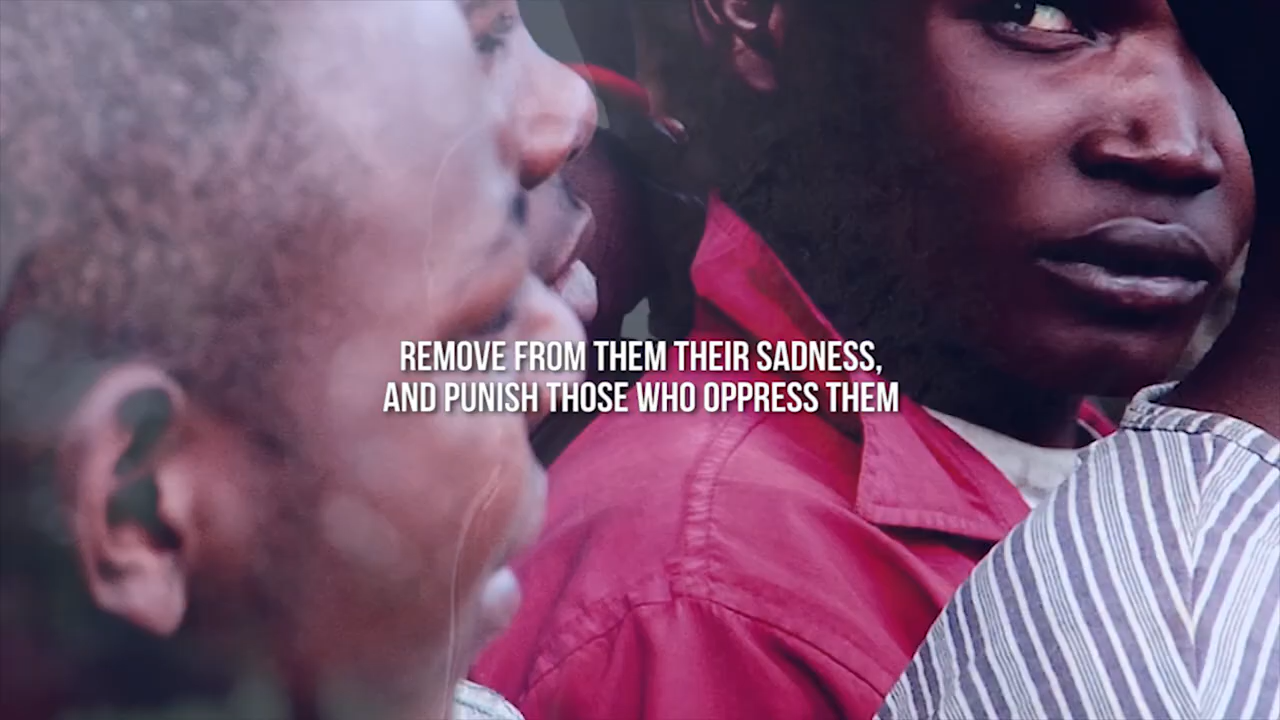 REMOVE FROM THEM THEIR SADNESS,
AND PUNISH THOSE WHO OPPRESS THEM